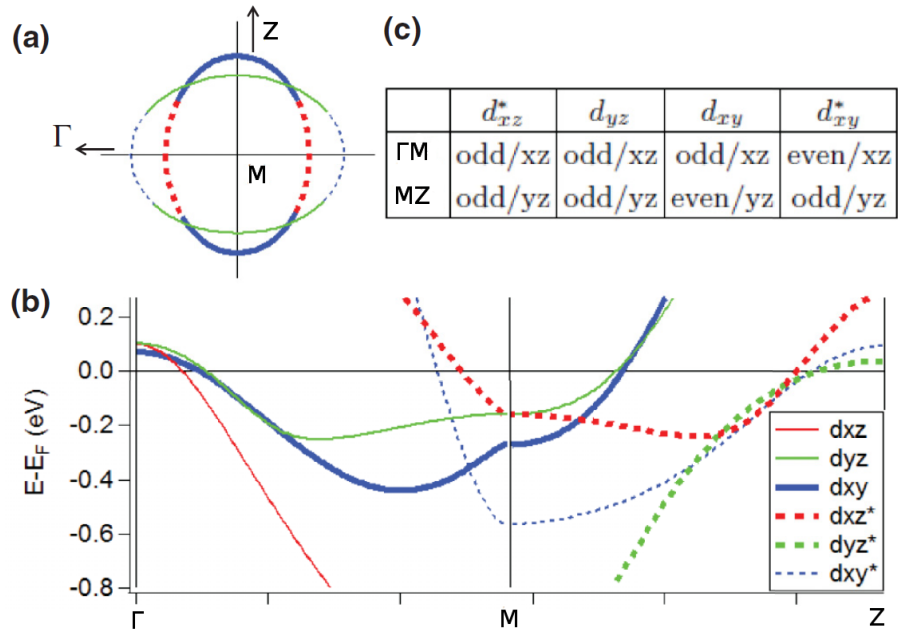 (a)
Z
Γ
M
(c)
d*xz dyz dxy d*xy
ΓM odd/xz odd/xz odd/xz even/xz
MZ odd/yz odd/yz even/yz odd/yz
(b)
E-EF (eV)
0.2
0.0
-0.2
-0.4
-0.6
-0.8
dxz
dyz
dxy
dxz*
dyz*
dxy*
Γ M Z